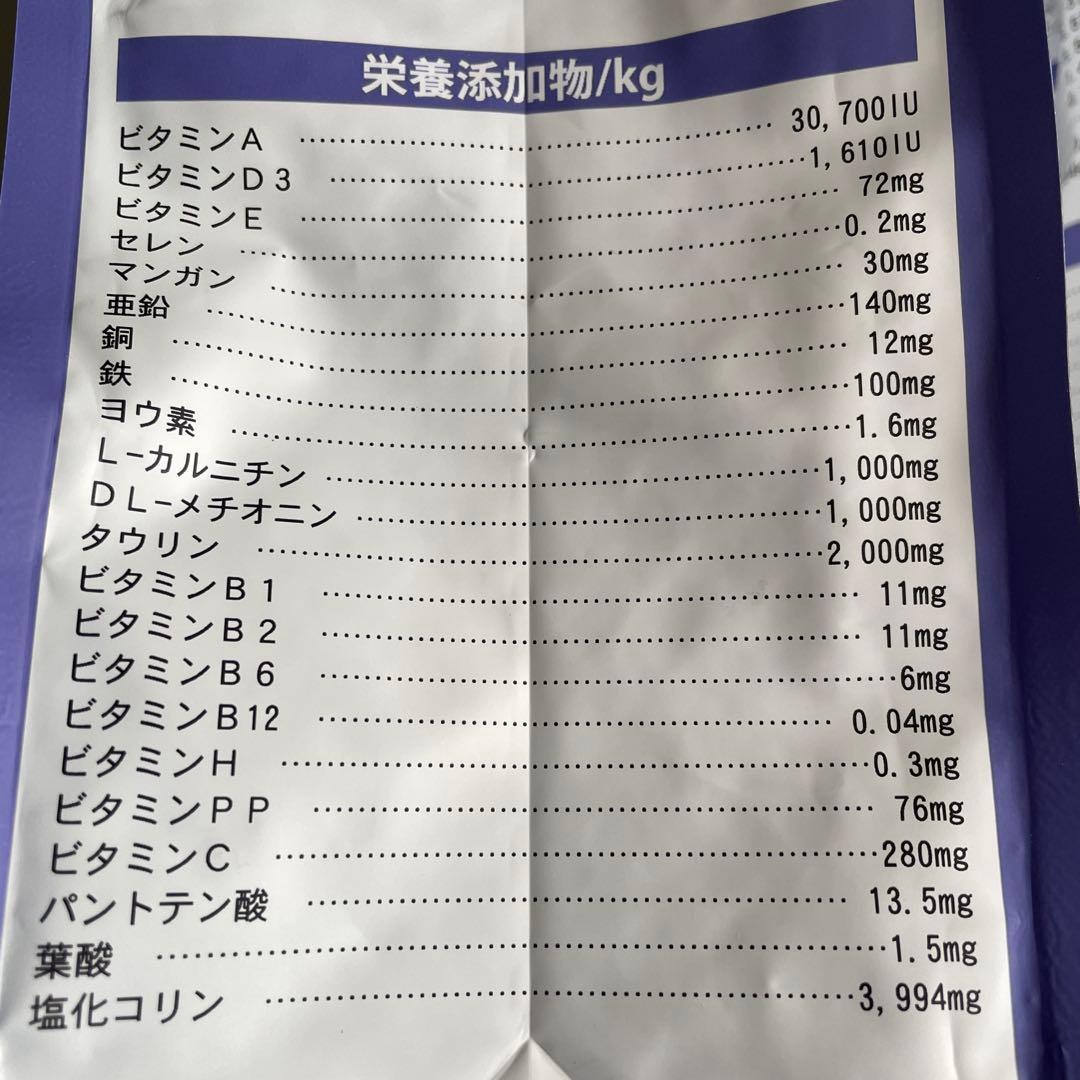 栄養添加物/kg
ビタミンA 30,700IU
ビタミンD3 1,610IU
ビタミンE 72mg
セレン 0.2mg
マンガン 30mg
亜鉛 140mg
銅 12mg
鉄 100mg
ヨウ素 1.6mg
L-カルニチン 1,000mg
DL-メチオニン 1,000mg
タウリン 2,000mg
ビタミンB1 11mg
ビタミンB2 11mg
ビタミンB6 6mg
ビタミンB12 0.04mg
ビタミンH 0.3mg
ビタミンPP 76mg
ビタミンC 280mg
パントテン酸 13.5mg
葉酸 1.5mg
塩化コリン 3,994mg